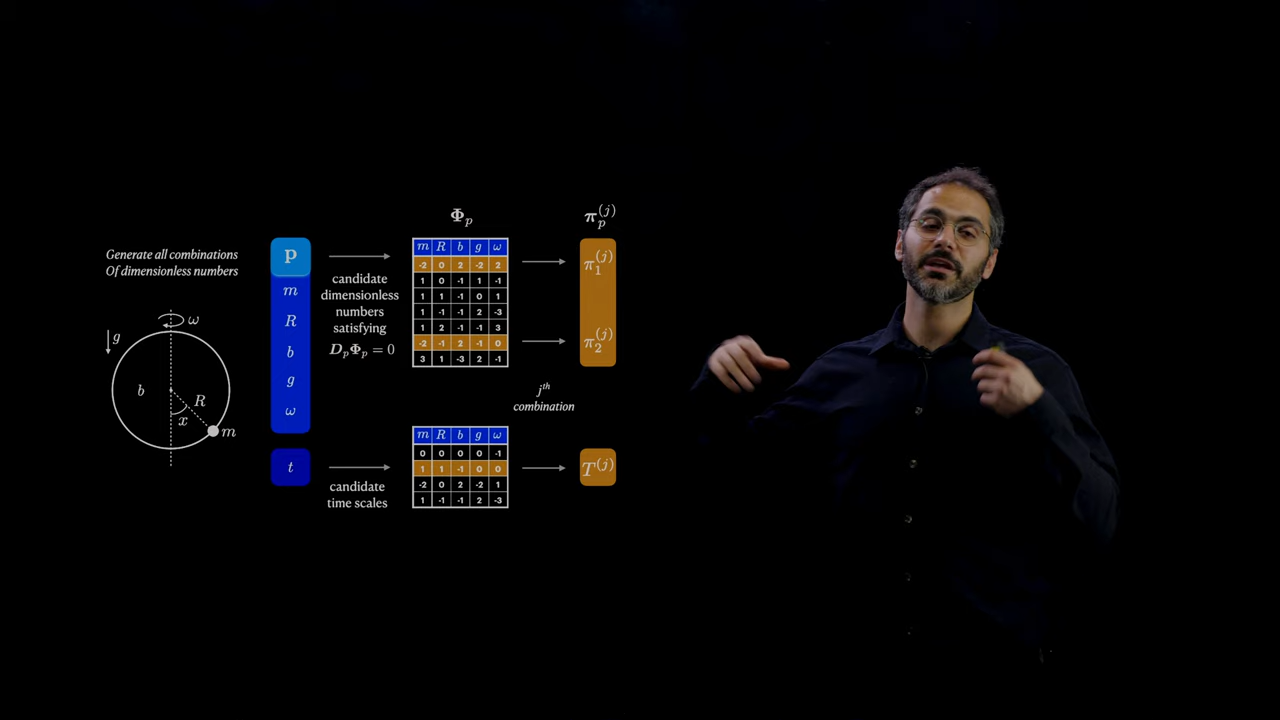 Generate all combinations
Of dimensionless numbers
ω
g
b
R
x
m
p
m
R
b
g
ω
t
candidate
dimensionless
numbers
satisfying
D_pΦ_p = 0
candidate
time scales
Φ_p
m R b g ω
-2 0 2 -2 2
1 0 -1 1 -1
1 1 -1 0 1
1 -1 -1 2 -3
1 2 -1 -1 3
-2 -1 2 -1 0
3 1 -3 2 -1
m R b g ω
0 0 0 0 -1
1 1 -1 0 0
-2 0 2 -2 1
1 -1 -1 2 -3
j^th
combination
π_p^(j)
π_1^(j)
π_2^(j)
T^(j)